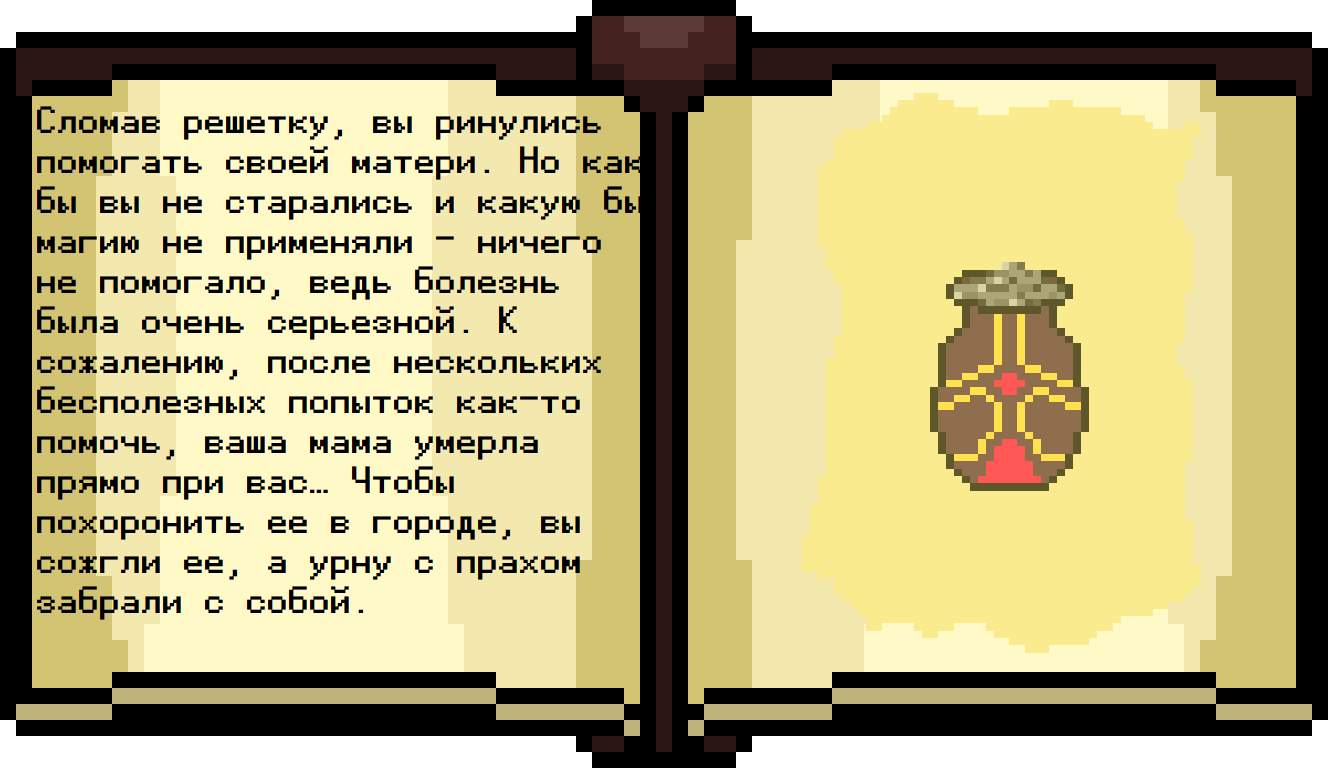 Сломав решетку, вы ринулись
помогать своей матери. Но как
бы вы не старались и какую бы
магию не применяли - ничего
не помогало, ведь болезнь
была очень серьезной. К
сожалению, после нескольких
бесполезных попыток как-то
помочь, ваша мама умерла
прямо при вас… Чтобы
похоронить ее в городе, вы
сожгли ее, а урну с прахом
забрали с собой.